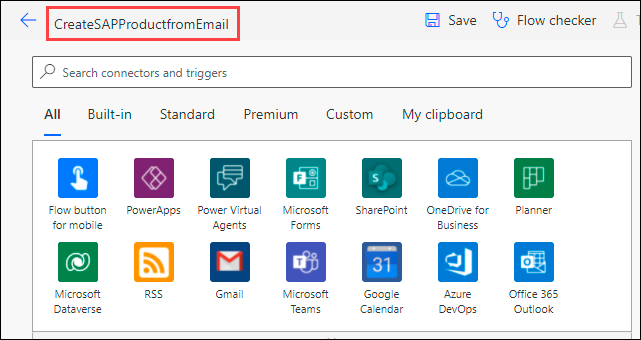 CreateSAPProductfromEmail
Save
Flow checker
Search connectors and triggers
All
Built-in
Standard
Premium
Custom
My clipboard
Flow button
for mobile
PowerApps
Power Virtual
Agents
Microsoft
Forms
SharePoint
OneDrive for
Business
Planner
Microsoft
Dataverse
RSS
Gmail
Microsoft
Teams
31
Google
Calendar
Azure
DevOps
Office 365
Outlook